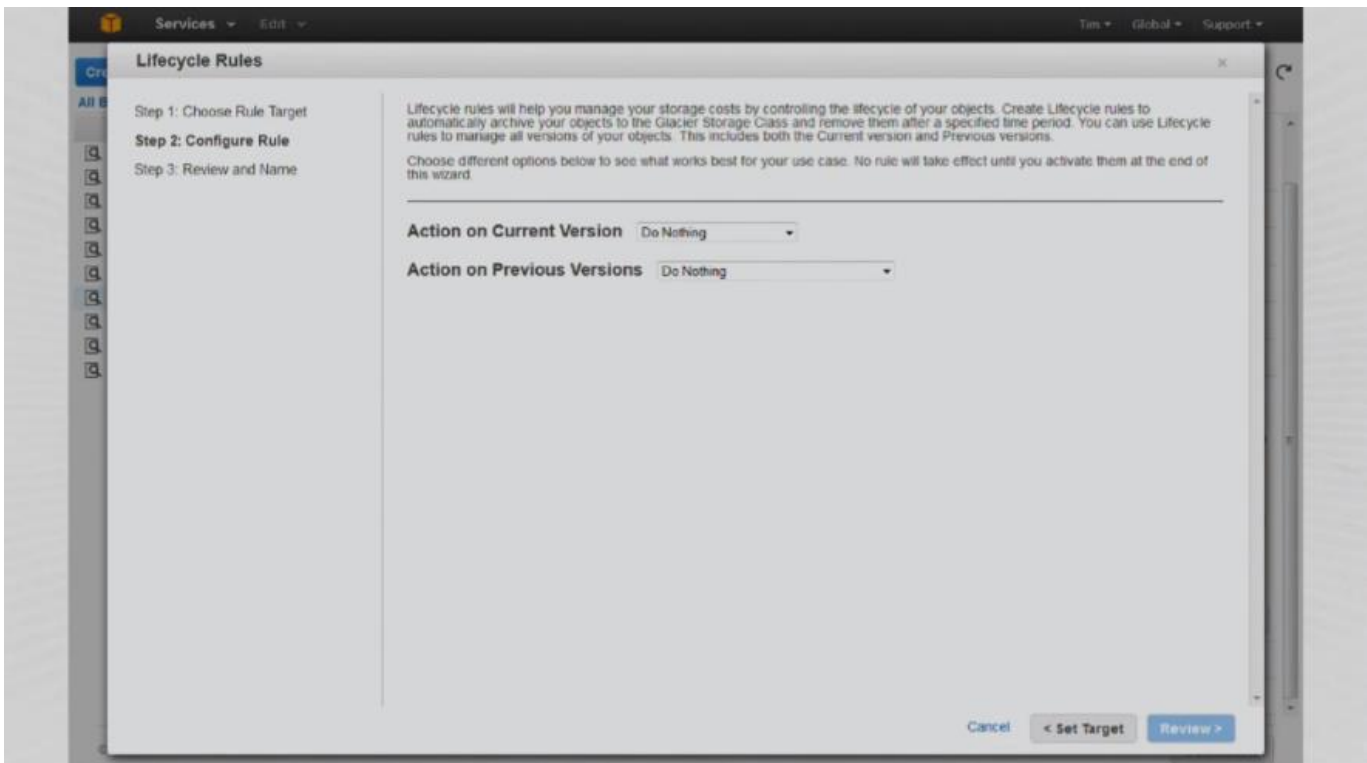 Services Edit Tim Global Support
Lifecycle Rules
Cre
All B
Step 1: Choose Rule Target
Step 2: Configure Rule
Step 3: Review and Name
Lifecycle rules will help you manage your storage costs by controlling the lifecycle of your objects. Create Lifecycle rules to
automatically archive your objects to the Glacier Storage Class and remove them after a specified time period. You can use Lifecycle
rules to manage all versions of your objects. This includes both the Current version and Previous versions.
Choose different options below to see what works best for your use case. No rule will take effect until you activate them at the end of
this wizard.
Action on Current Version Do Nothing
Action on Previous Versions Do Nothing
Cancel < Set Target Review >